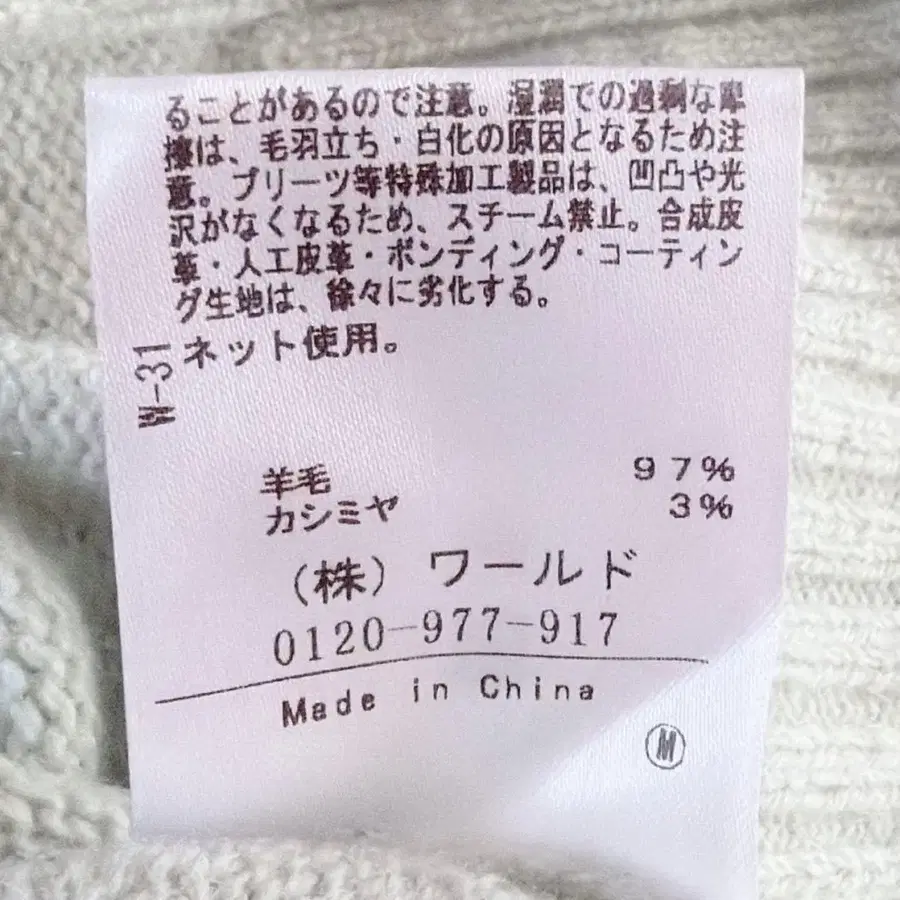 ることがあるので注意。湿潤での過剰な摩
擦は、毛羽立ち・白化の原因となるため注
意。プリーツ等特殊加工製品は、凹凸や光
沢がなくなるため、スチーム禁止。合成皮
革・人工皮革・ボンディング・コーティン
グ生地は、徐々に劣化する。
ネット使用。
W-31
羊毛 97%
カシミヤ 3%
(株) ワールド
0120-977-917
Made in China
M